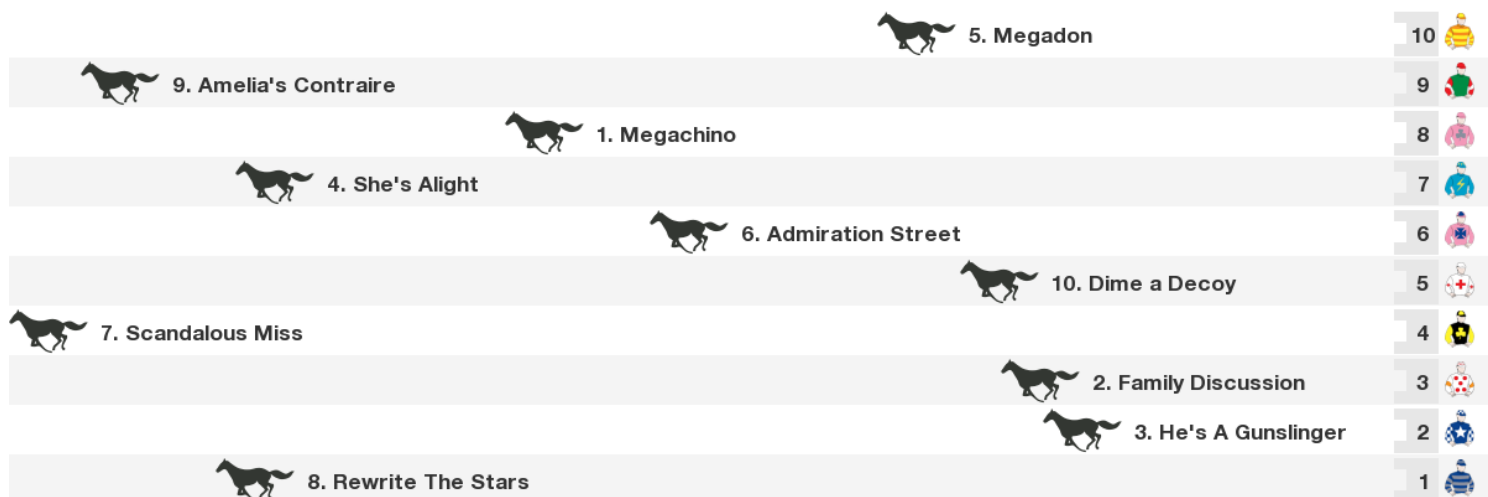 5. Megadon 10
9. Amelia's Contraire 9
1. Megachino 8
4. She's Alight 7
6. Admiration Street 6
10. Dime a Decoy 5
7. Scandalous Miss 4
2. Family Discussion 3
3. He's A Gunslinger 2
8. Rewrite The Stars 1